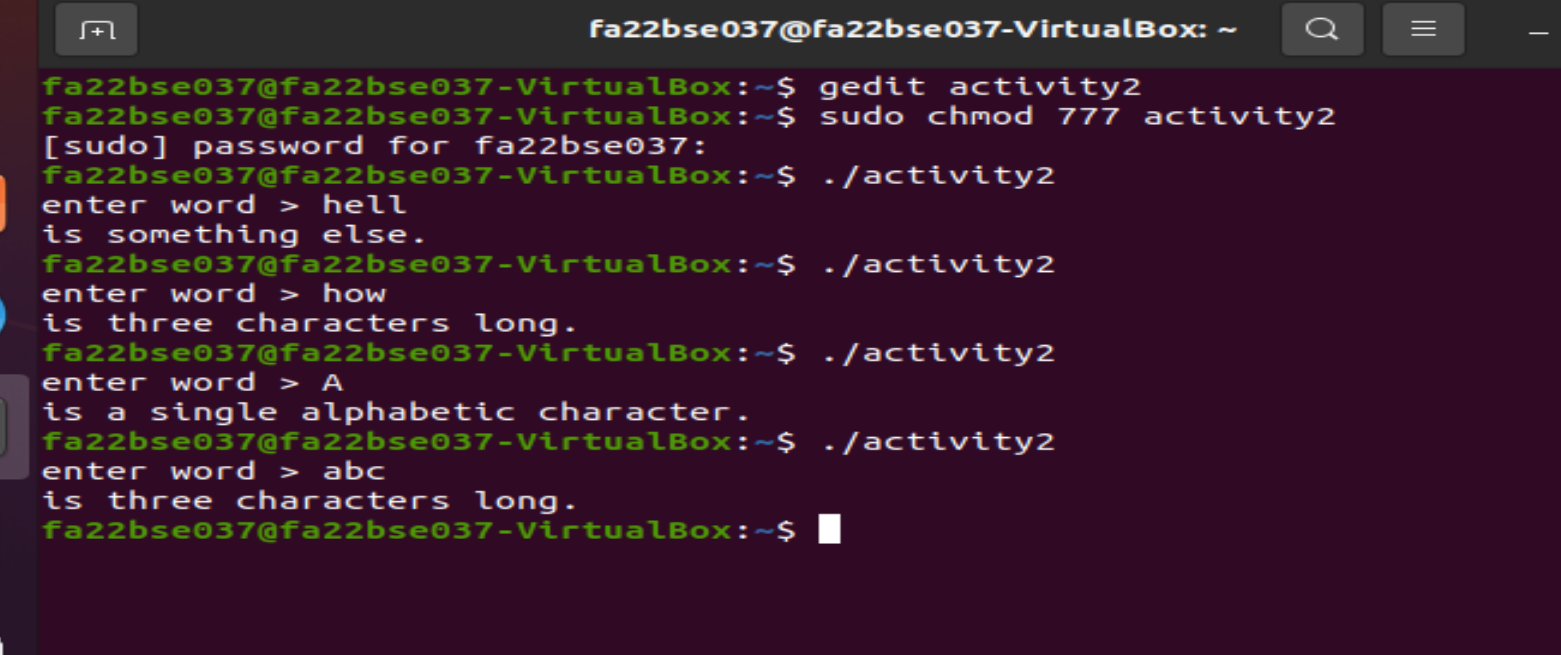 fa22bse037@fa22bse037-VirtualBox: ~
fa22bse037@fa22bse037-VirtualBox:~$ gedit activity2
fa22bse037@fa22bse037-VirtualBox:~$ sudo chmod 777 activity2
[sudo] password for fa22bse037:
fa22bse037@fa22bse037-VirtualBox:~$ ./activity2
enter word > hell
is something else.
fa22bse037@fa22bse037-VirtualBox:~$ ./activity2
enter word > how
is three characters long.
fa22bse037@fa22bse037-VirtualBox:~$ ./activity2
enter word > A
is a single alphabetic character.
fa22bse037@fa22bse037-VirtualBox:~$ ./activity2
enter word > abc
is three characters long.
fa22bse037@fa22bse037-VirtualBox:~$